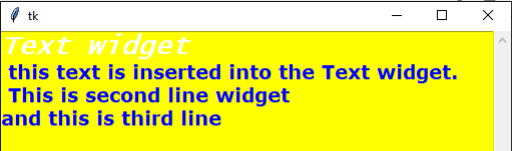 tk
Text widget
this text is inserted into the Text widget.
This is second line widget
and this is third line